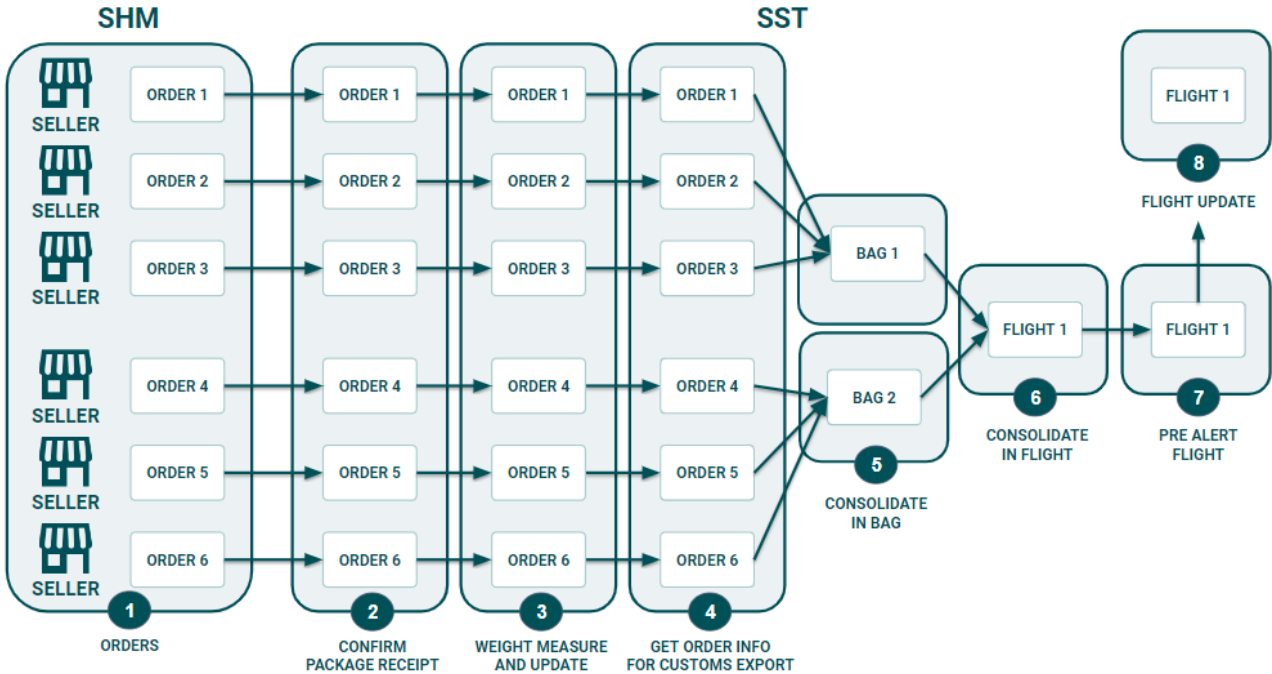 SHM
SST
SELLER
ORDER 1
ORDER 1
ORDER 1
ORDER 1
SELLER
ORDER 2
ORDER 2
ORDER 2
ORDER 2
SELLER
ORDER 3
ORDER 3
ORDER 3
ORDER 3
SELLER
ORDER 4
ORDER 4
ORDER 4
ORDER 4
SELLER
ORDER 5
ORDER 5
ORDER 5
ORDER 5
SELLER
ORDER 6
ORDER 6
ORDER 6
ORDER 6
1
ORDERS
2
CONFIRM
PACKAGE RECEIPT
3
WEIGHT MEASURE
AND UPDATE
4
GET ORDER INFO
FOR CUSTOMS EXPORT
BAG 1
BAG 2
5
CONSOLIDATE
IN BAG
FLIGHT 1
6
CONSOLIDATE
IN FLIGHT
FLIGHT 1
7
PRE ALERT
FLIGHT
FLIGHT 1
8
FLIGHT UPDATE